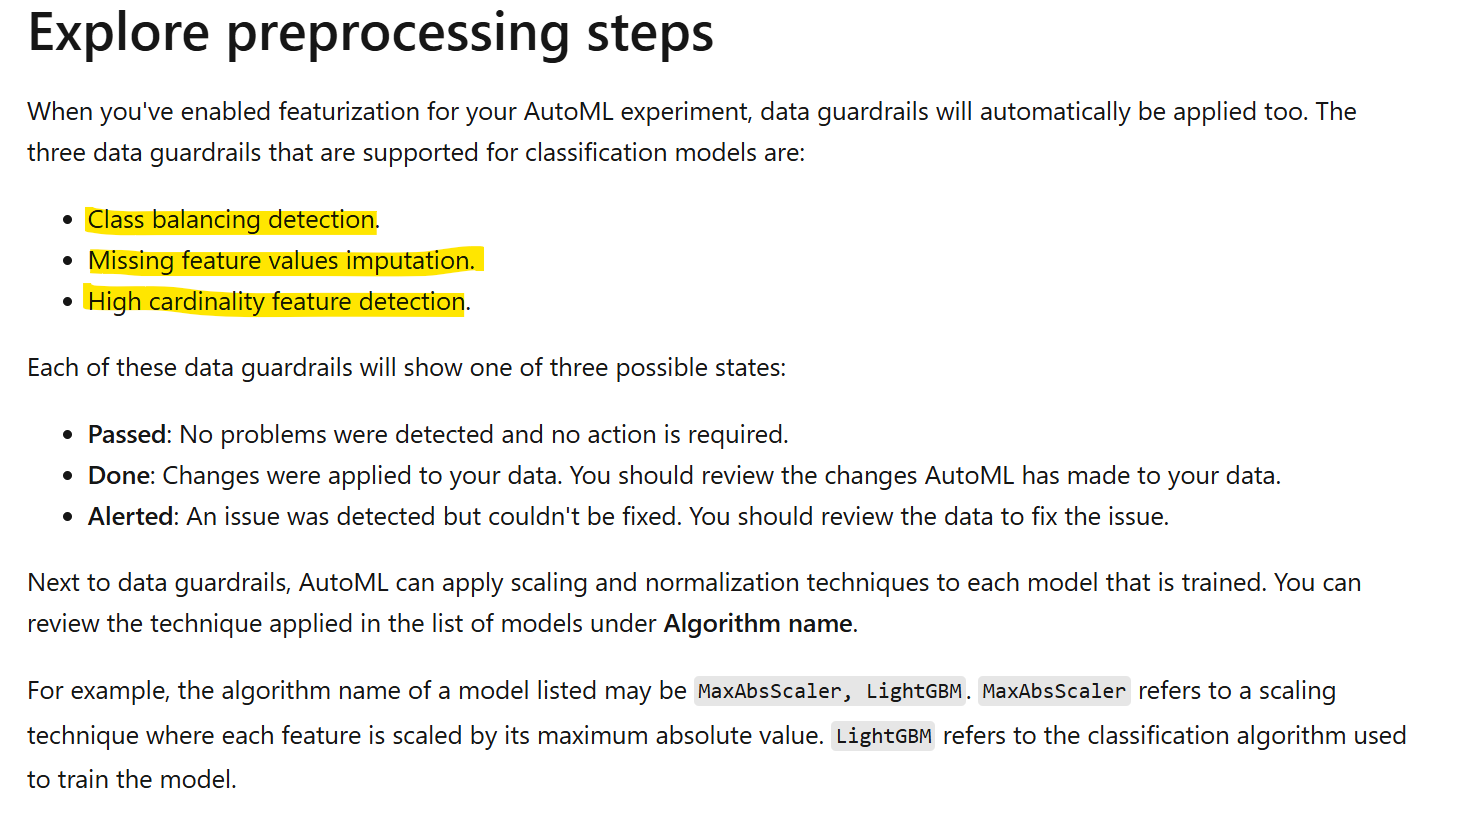 Explore preprocessing steps
When you've enabled featurization for your AutoML experiment, data guardrails will automatically be applied too. The
three data guardrails that are supported for classification models are:
• Class balancing detection.
• Missing feature values imputation.
• High cardinality feature detection.
Each of these data guardrails will show one of three possible states:
• Passed: No problems were detected and no action is required.
• Done: Changes were applied to your data. You should review the changes AutoML has made to your data.
• Alerted: An issue was detected but couldn't be fixed. You should review the data to fix the issue.
Next to data guardrails, AutoML can apply scaling and normalization techniques to each model that is trained. You can
review the technique applied in the list of models under Algorithm name.
For example, the algorithm name of a model listed may be MaxAbsScaler, LightGBM. MaxAbsScaler refers to a scaling
technique where each feature is scaled by its maximum absolute value. LightGBM refers to the classification algorithm used
to train the model.